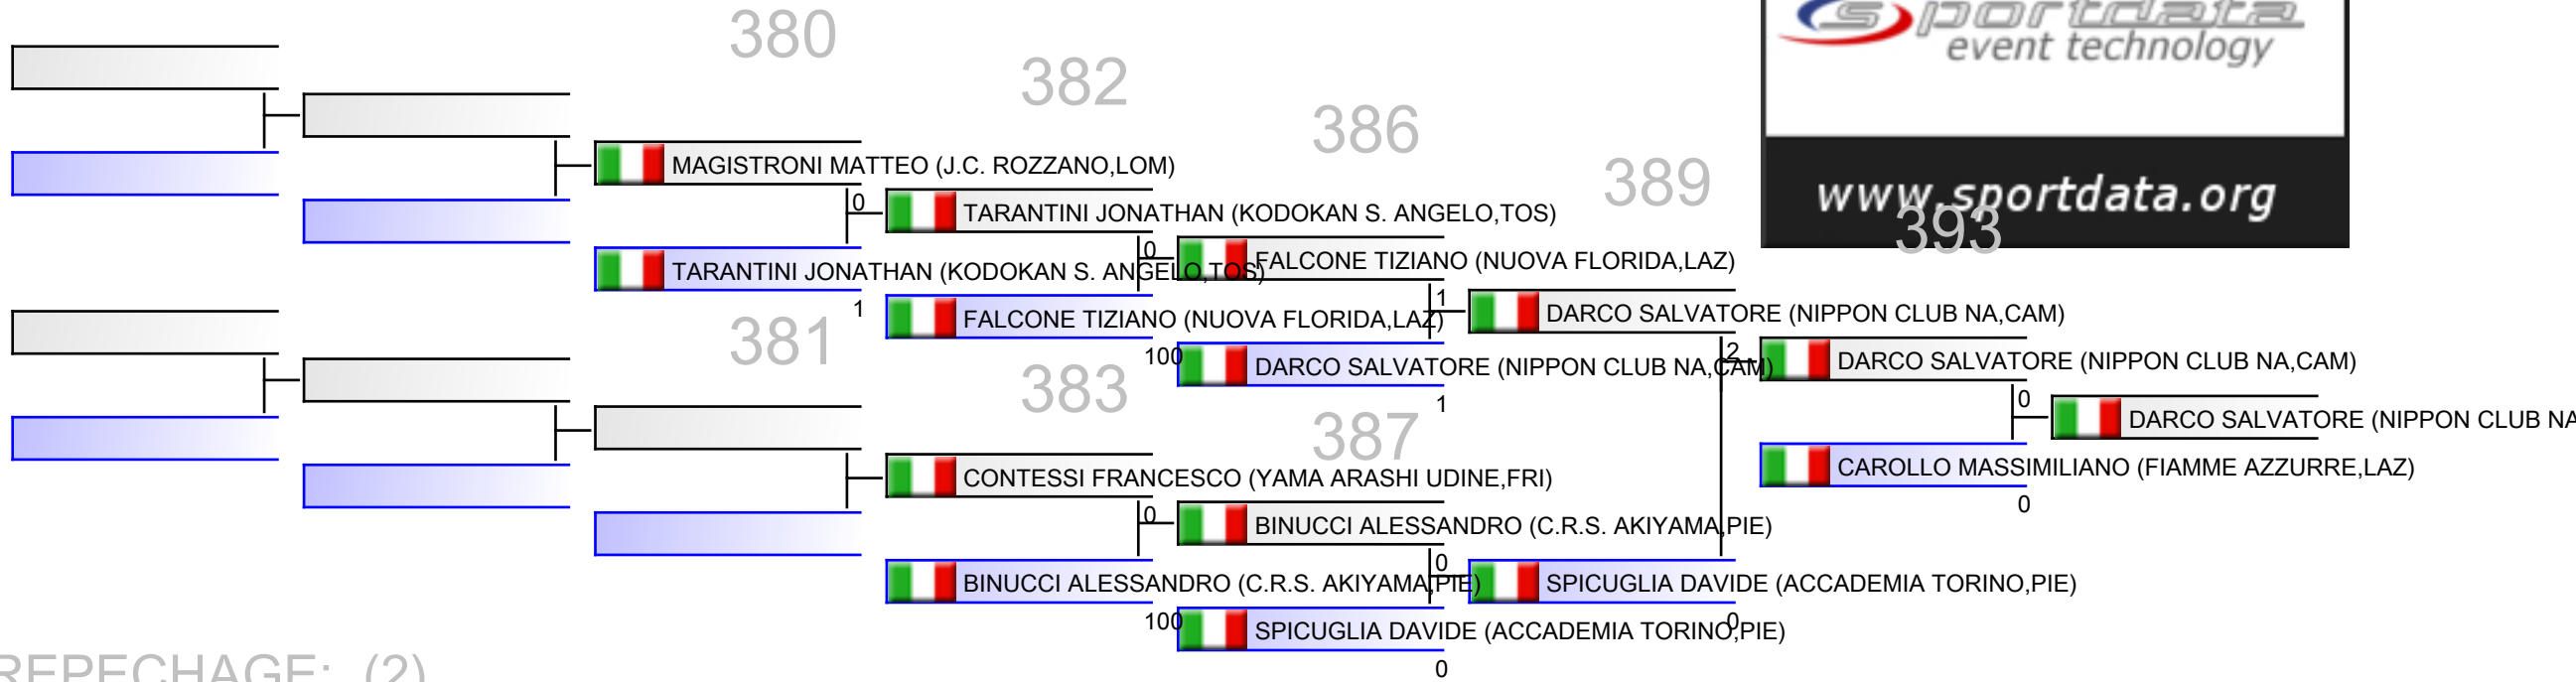 sportdata
event technology
www.sportdata.org
380
382
386
389
393
MAGISTRONI MATTEO (J.C. ROZZANO,LOM)
0
TARANTINI JONATHAN (KODOKAN S. ANGELO,TOS)
1
TARANTINI JONATHAN (KODOKAN S. ANGELO,TOS)
0
FALCONE TIZIANO (NUOVA FLORIDA,LAZ)
100
FALCONE TIZIANO (NUOVA FLORIDA,LAZ)
1
DARCO SALVATORE (NIPPON CLUB NA,CAM)
1
DARCO SALVATORE (NIPPON CLUB NA,CAM)
2
DARCO SALVATORE (NIPPON CLUB NA,CAM)
0
DARCO SALVATORE (NIPPON CLUB NA
CAROLLO MASSIMILIANO (FIAMME AZZURRE,LAZ)
0
381
383
387
CONTESSI FRANCESCO (YAMA ARASHI UDINE,FRI)
0
BINUCCI ALESSANDRO (C.R.S. AKIYAMA,PIE)
100
BINUCCI ALESSANDRO (C.R.S. AKIYAMA,PIE)
0
SPICUGLIA DAVIDE (ACCADEMIA TORINO,PIE)
0
SPICUGLIA DAVIDE (ACCADEMIA TORINO,PIE)
0
REPECHAGE: (2)